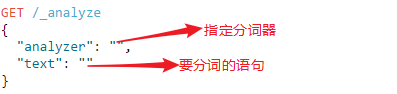 GET /_analyze
{
"analyzer": "", 指定分词器
"text": "" 要分词的语句
}